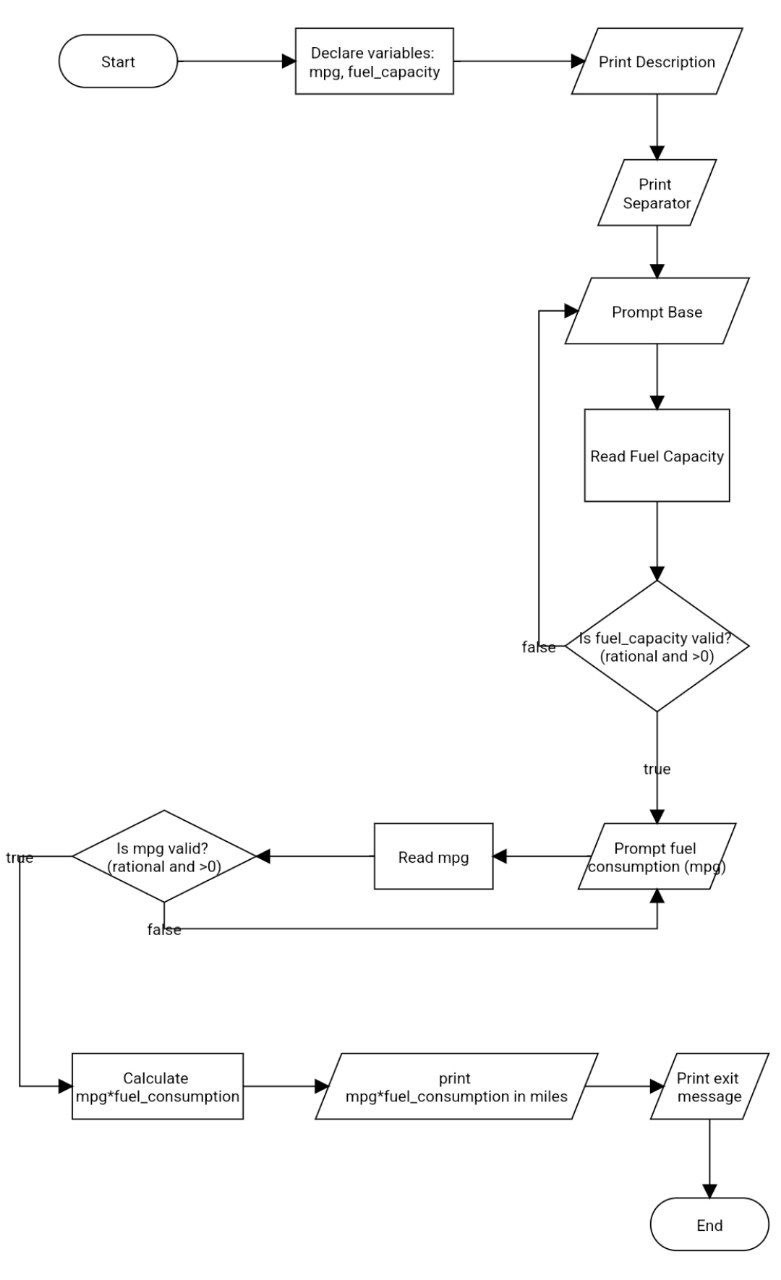 Start
Declare variables:
mpg, fuel_capacity
Print Description
Print
Separator
Prompt Base
Read Fuel Capacity
Is fuel_capacity valid?
(rational and >0)
false
true
Prompt fuel
consumption (mpg)
Read mpg
Is mpg valid?
(rational and >0)
true
false
Calculate
mpg*fuel_consumption
print
mpg*fuel_consumption in miles
Print exit
message
End